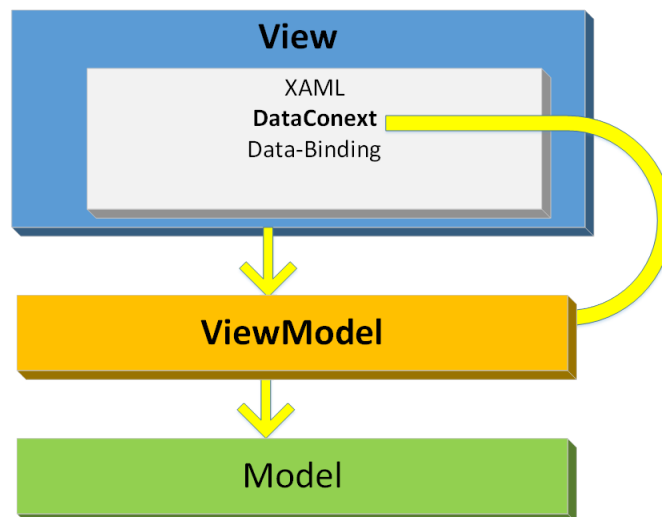 View
XAML
DataConext
Data-Binding
ViewModel
Model